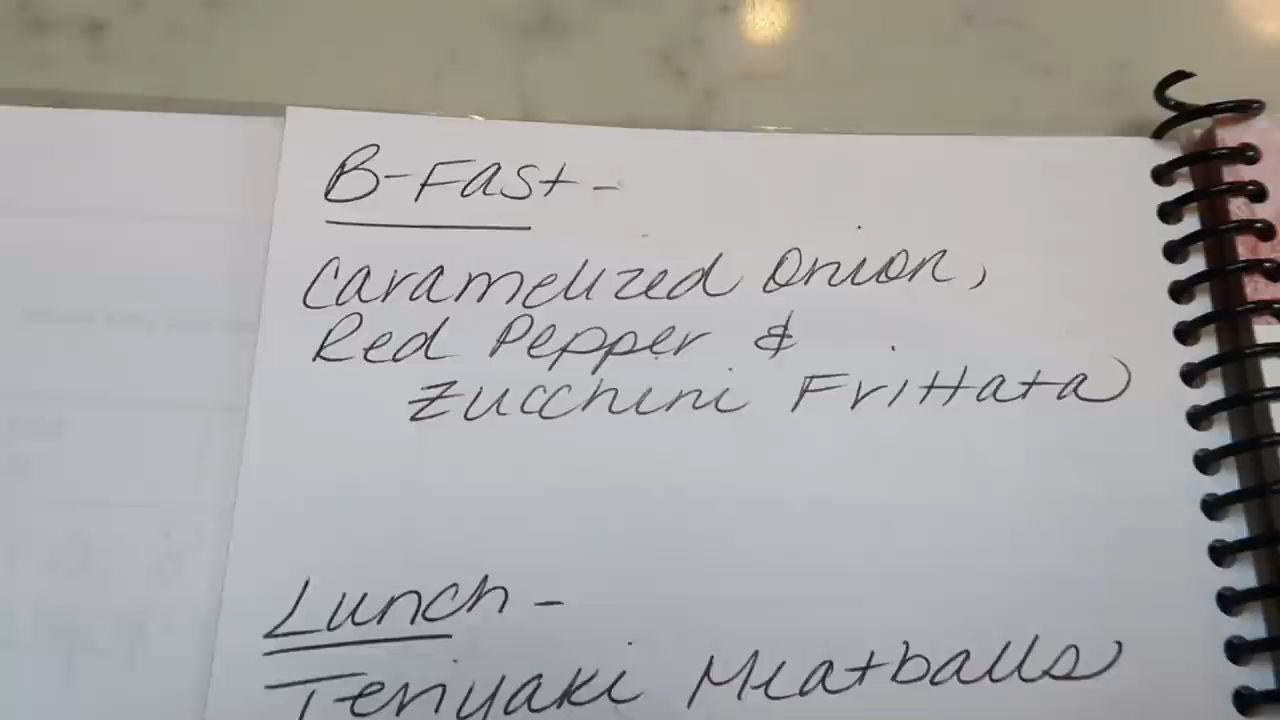 B-Fast -
Caramelized Onion,
Red Pepper &
Zucchini Frittata
Lunch -
Teriyaki Meatballs